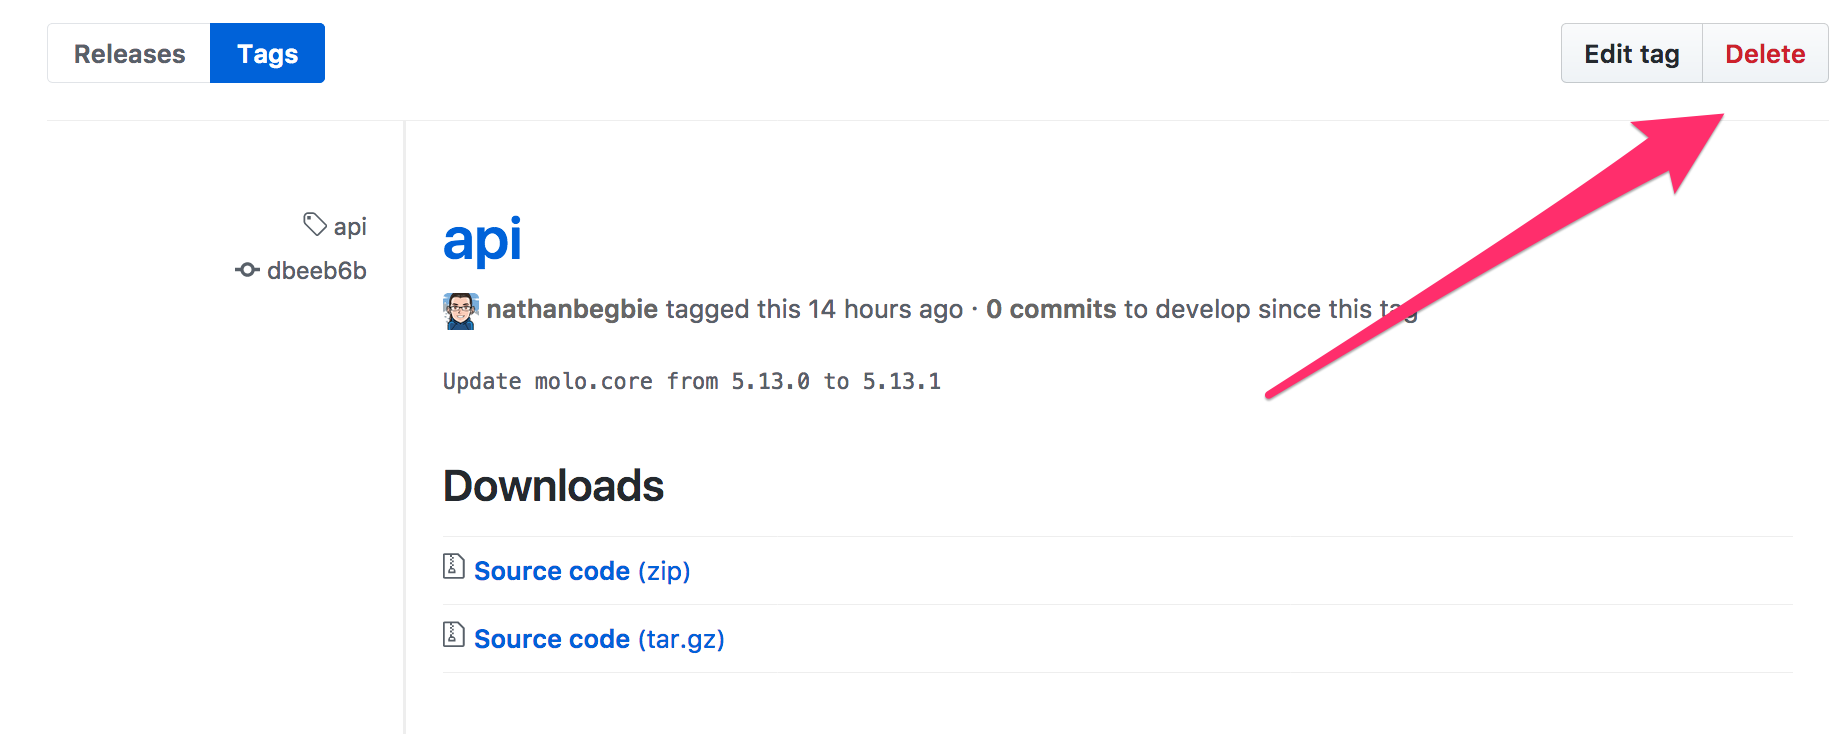 Releases Tags Edit tag Delete
api
dbeeb6b
api
nathanbegbie tagged this 14 hours ago · 0 commits to develop since this tag
Update molo.core from 5.13.0 to 5.13.1
Downloads
Source code (zip)
Source code (tar.gz)